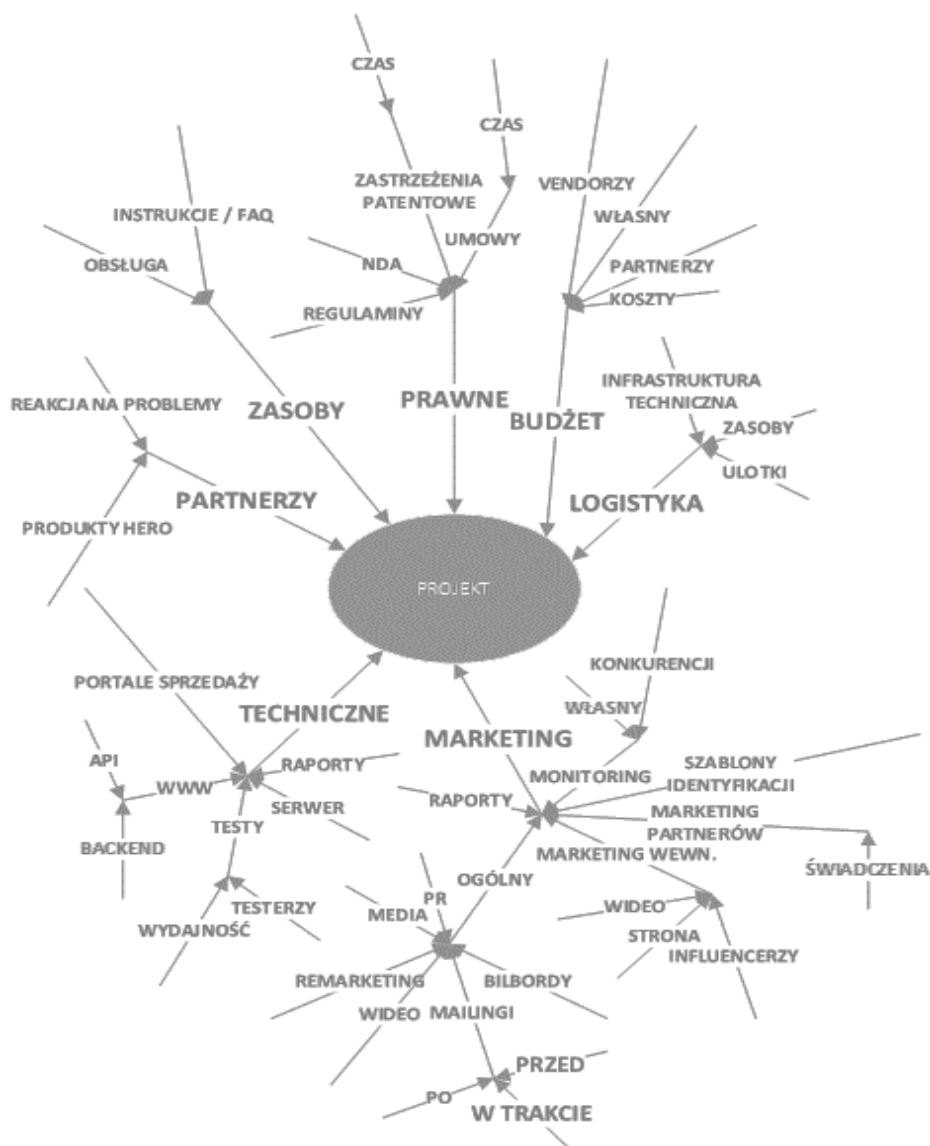 CZAS
CZAS
ZASTRZEŻENIA
PATENTOWE
VENDORZY
INSTRUKCJE / FAQ
WŁASNY
UMOWY
OBSŁUGA
NDA
PARTNERZY
KOSZTY
REGULAMINY
INFRASTRUKTURA
TECHNICZNA
REAKCJA NA PROBLEMY
ZASOBY
PRAWNE
BUDŻET
ZASOBY
ULOTKI
PARTNERZY
LOGISTYKA
PRODUKTY HERO
PROJEKT
KONKURENCJI
PORTALE SPRZEDAŻY
WŁASNY
TECHNICZNE
MARKETING
API
RAPORTY
SZABLONY
IDENTYFIKACJI
MONITORING
WWW
RAPORTY
SERWER
MARKETING
PARTNERÓW
TESTY
BACKEND
MARKETING WEWN.
ŚWIADCZENIA
OGÓLNY
PR
MEDIA
TESTERZY
WIDEO
WYDAJNOŚĆ
STRONA
INFLUENCERZY
REMARKETING
BILBORDY
WIDEO
MAILINGI
PRZED
PO
W TRAKCIE